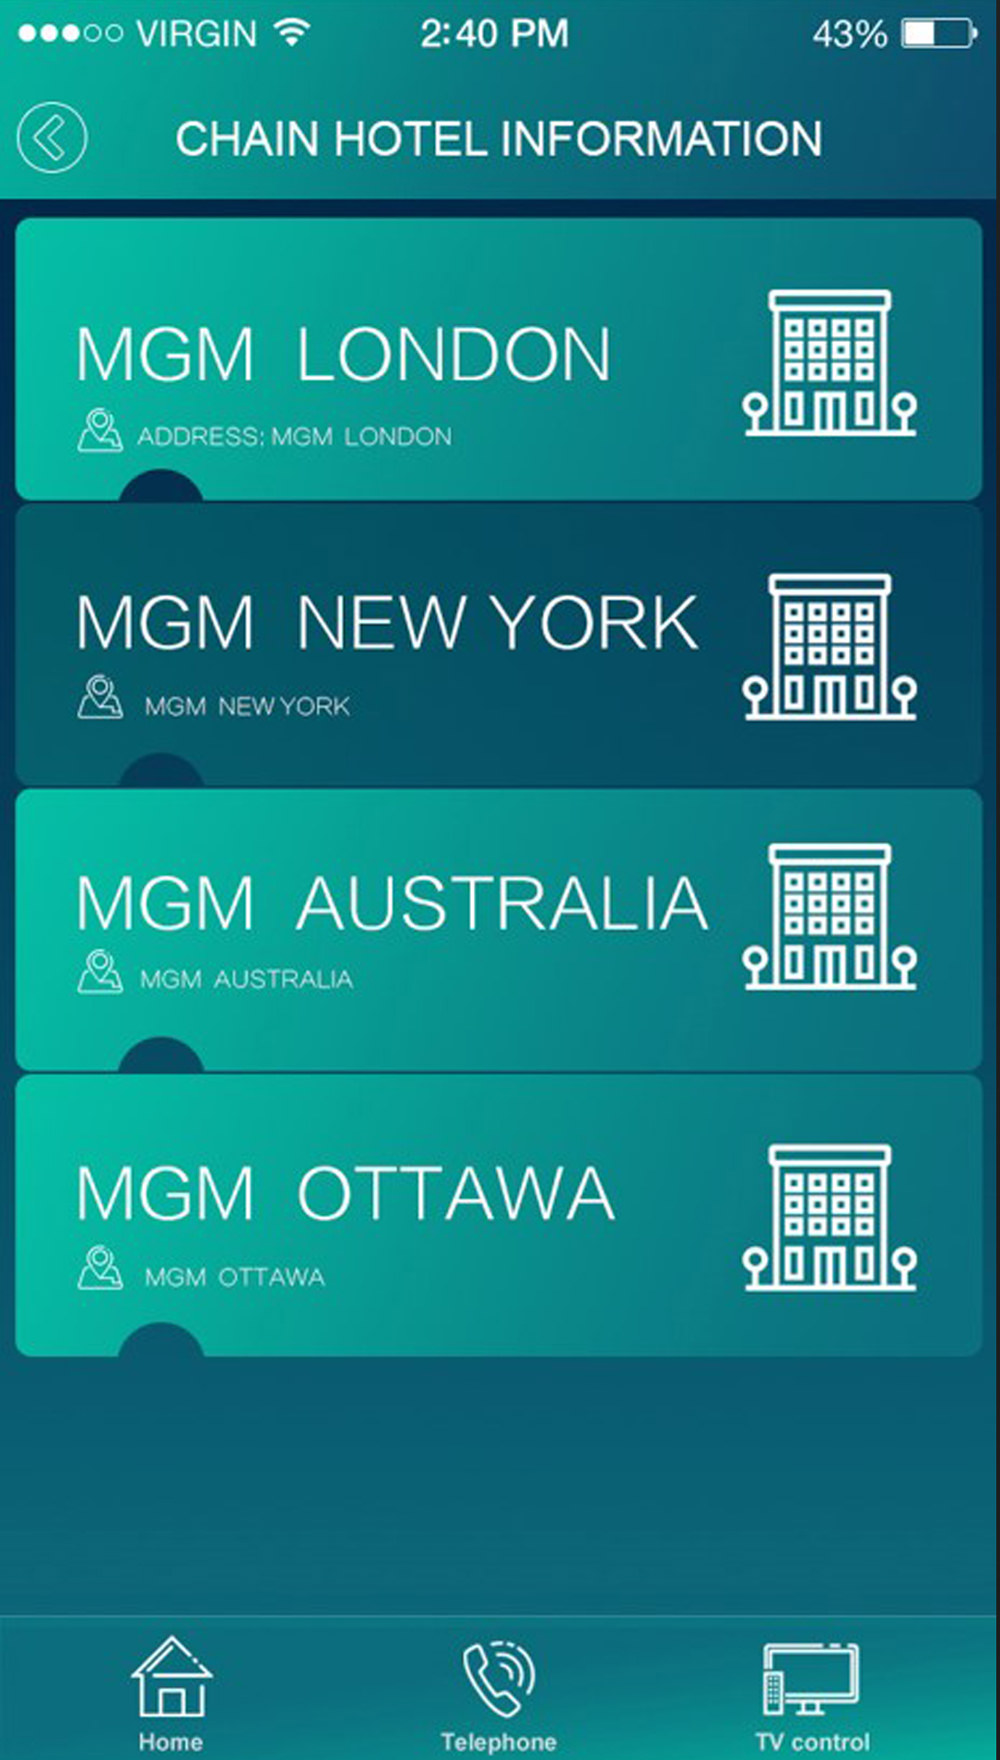 VIRGIN 2:40 PM 43%
CHAIN HOTEL INFORMATION
MGM LONDON
ADDRESS: MGM LONDON
MGM NEW YORK
MGM NEW YORK
MGM AUSTRALIA
MGM AUSTRALIA
MGM OTTAWA
MGM OTTAWA
Home Telephone TV control